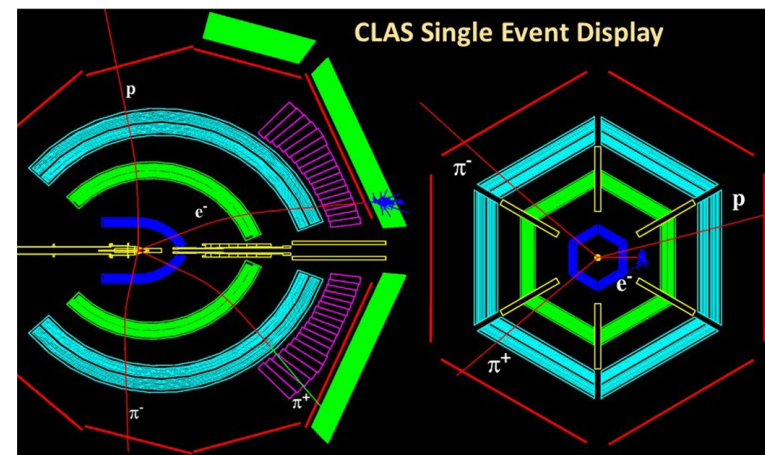 CLAS Single Event Display
p
e⁻
π⁻
π⁺
π⁻
p
e⁻
π⁺